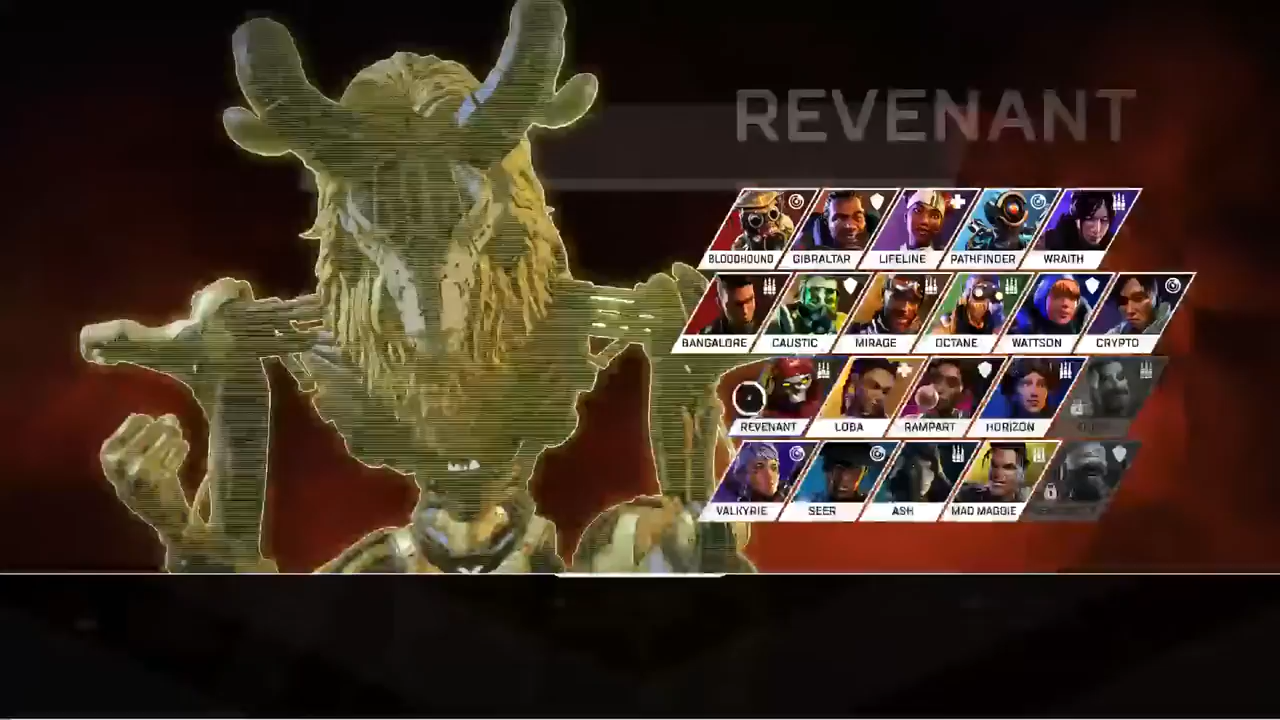 REVENANT
BLOODHOUND GIBRALTAR LIFELINE PATHFINDER WRAITH
BANGALORE CAUSTIC MIRAGE OCTANE WATTSON CRYPTO
REVENANT LOBA RAMPART HORIZON
VALKYRIE SEER ASH MAD MAGGIE